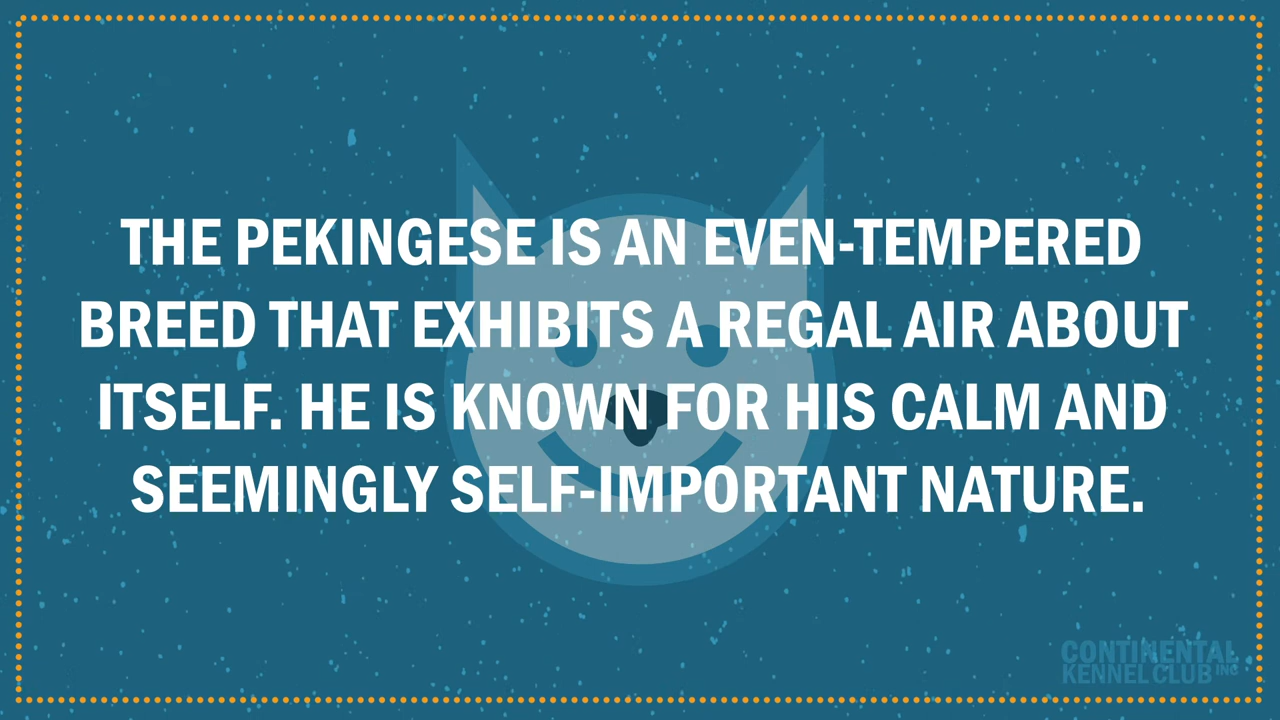 THE PEKINGESE IS AN EVEN-TEMPERED
BREED THAT EXHIBITS A REGAL AIR ABOUT
ITSELF. HE IS KNOWN FOR HIS CALM AND
SEEMINGLY SELF-IMPORTANT NATURE.
CONTINENTAL
KENNEL CLUB INC